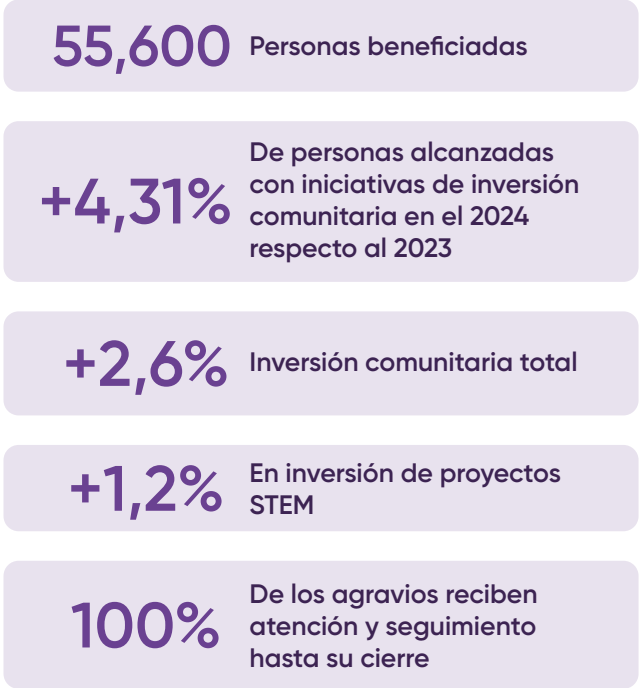 55,600 Personas beneficiadas
+4,31%
De personas alcanzadas
con iniciativas de inversión
comunitaria en el 2024
respecto al 2023
+2,6% Inversión comunitaria total
+1,2%
En inversión de proyectos
STEM
100%
De los agravios reciben
atención y seguimiento
hasta su cierre